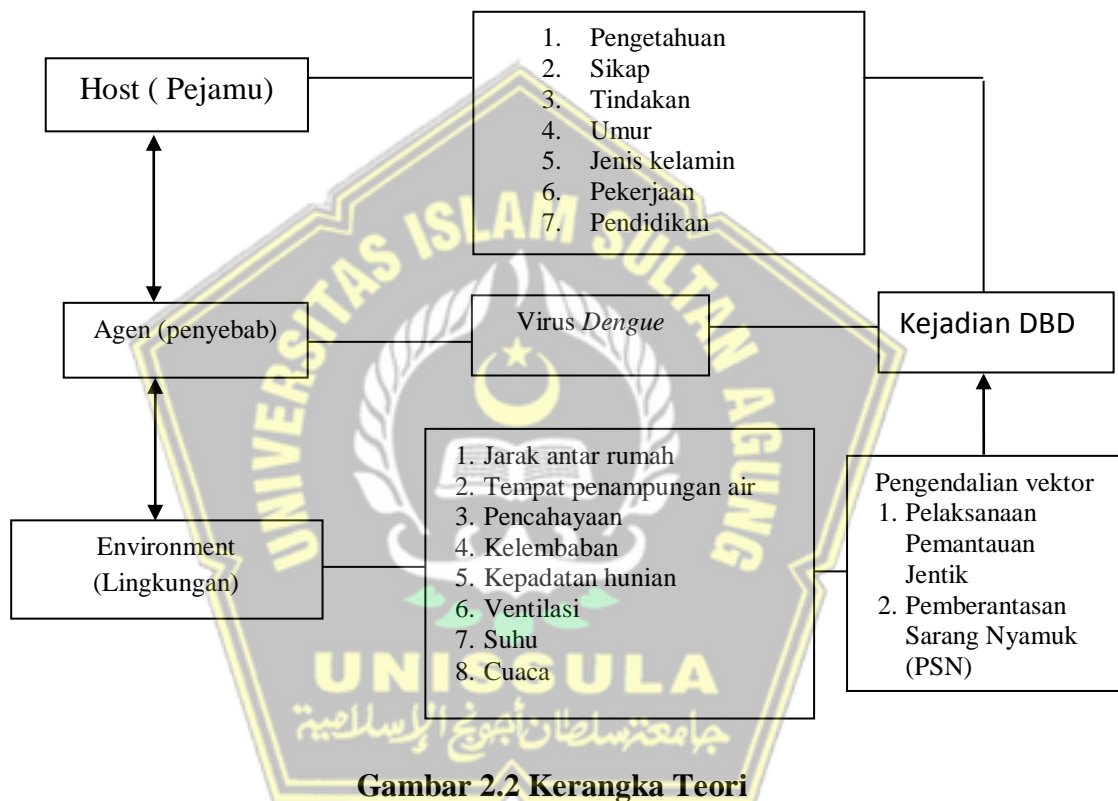 1. Pengetahuan
2. Sikap
3. Tindakan
4. Umur
5. Jenis kelamin
6. Pekerjaan
7. Pendidikan
Host ( Pejamu)
Agen (penyebab)
Virus Dengue
Kejadian DBD
Environment
(Lingkungan)
1. Jarak antar rumah
2. Tempat penampungan air
3. Pencahayaan
4. Kelembaban
5. Kepadatan hunian
6. Ventilasi
7. Suhu
8. Cuaca
Pengendalian vektor
1. Pelaksanaan
Pemantauan
Jentik
2. Pemberantasan
Sarang Nyamuk
(PSN)
UNIVERSITAS ISLAM SULTAN AGUNG
UNISSULA
جامعة سلطان أجونج الإسلامية
Gambar 2.2 Kerangka Teori